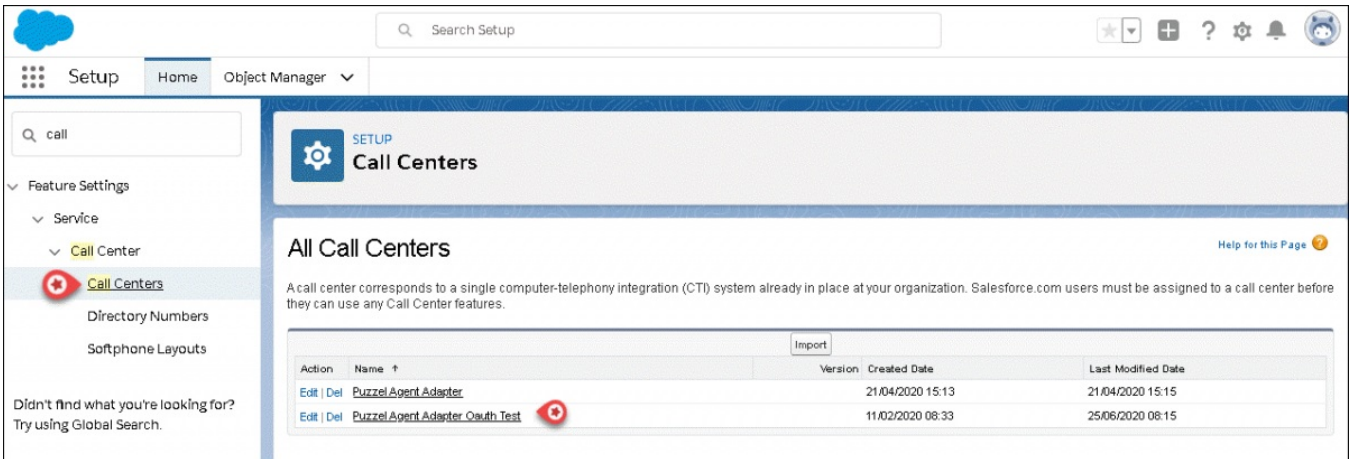 Search Setup
Setup Home Object Manager
call
SETUP
Call Centers
Feature Settings
Service
Call Center
Call Centers
Directory Numbers
Softphone Layouts
Didn't find what you're looking for?
Try using Global Search.
All Call Centers
Help for this Page ?
A call center corresponds to a single computer-telephony integration (CTI) system already in place at your organization. Salesforce.com users must be assigned to a call center before
they can use any Call Center features.
Import
Action Name ↑ Version Created Date Last Modified Date
Edit | Del Puzzel Agent Adapter 21/04/2020 15:13 21/04/2020 15:15
Edit | Del Puzzel Agent Adapter Oauth Test 11/02/2020 08:33 25/06/2020 08:15